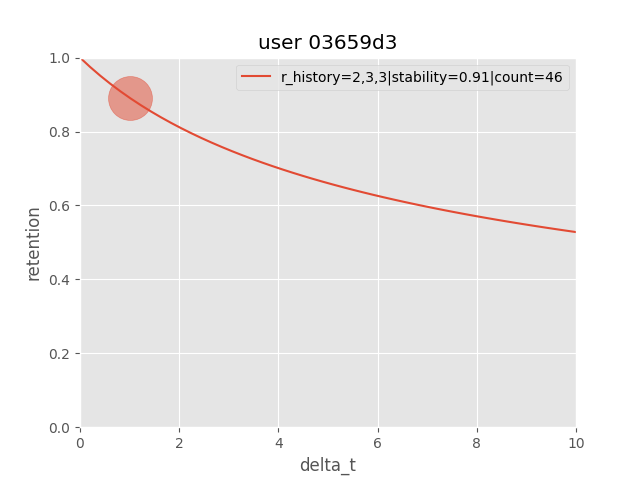 user 03659d3
r_history=2,3,3|stability=0.91|count=46
retention
1.0
0.8
0.6
0.4
0.2
0.0
0 2 4 6 8 10
delta_t